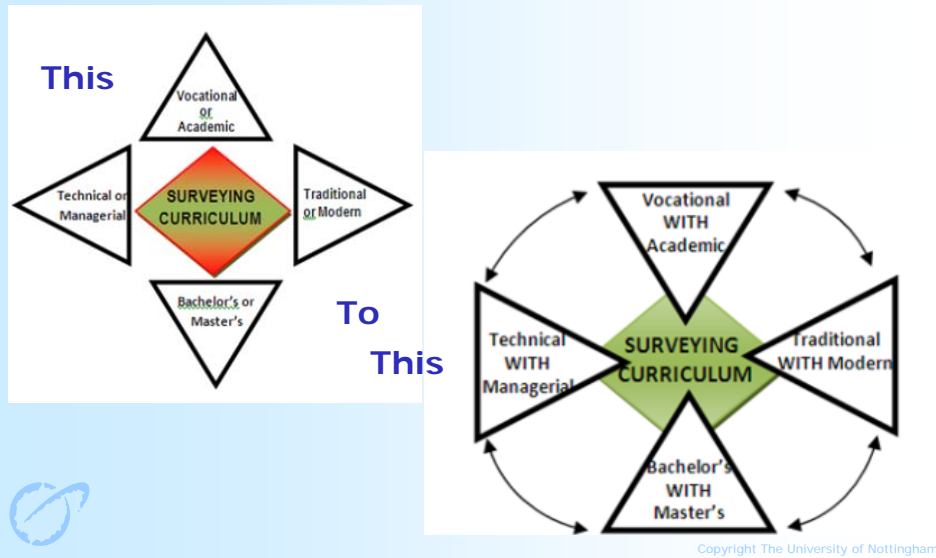 This
Vocational
or
Academic
Technical or
Managerial
SURVEYING
CURRICULUM
Traditional
or Modern
Bachelor's or
Master's
To
This
Vocational
WITH
Academic
Technical
WITH
Managerial
SURVEYING
CURRICULUM
Traditional
WITH Modern
Bachelor's
WITH
Master's
Copyright The University of Nottingham